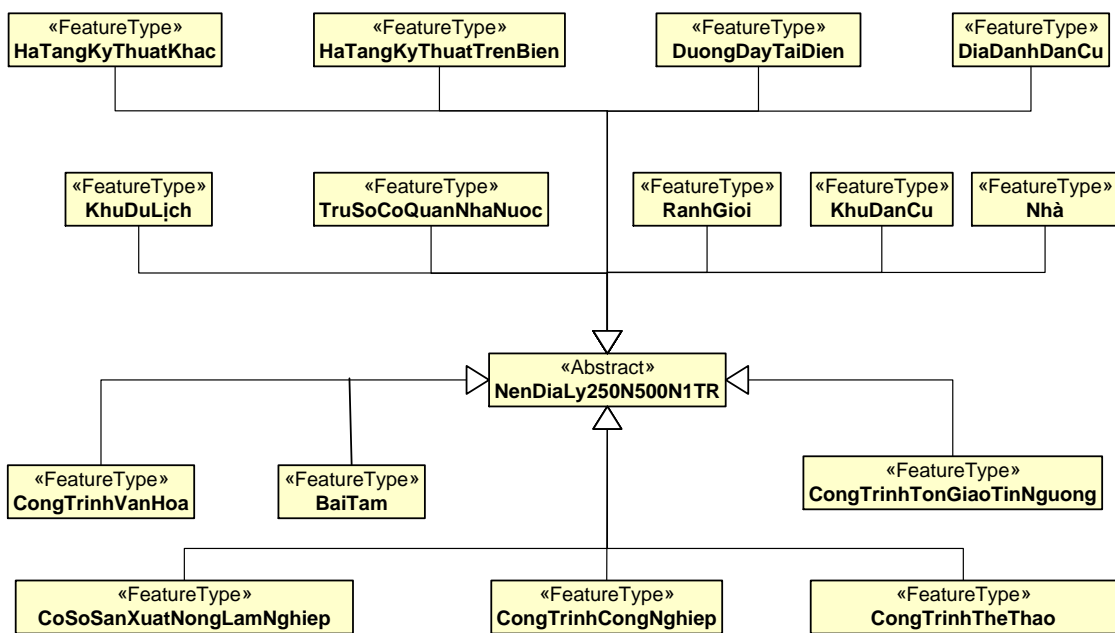 «FeatureType»
HaTangKyThuatKhac
«FeatureType»
HaTangKyThuatTrenBien
«FeatureType»
DuongDayTaiDien
«FeatureType»
DiaDanhDanCu
«FeatureType»
KhuDuLịch
«FeatureType»
TruSoCoQuanNhaNuoc
«FeatureType»
RanhGioi
«FeatureType»
KhuDanCu
«FeatureType»
Nhà
«Abstract»
NenDiaLy250N500N1TR
«FeatureType»
CongTrinhVanHoa
«FeatureType»
BaiTam
«FeatureType»
CongTrinhTonGiaoTinNguong
«FeatureType»
CoSoSanXuatNongLamNghiep
«FeatureType»
CongTrinhCongNghiep
«FeatureType»
CongTrinhTheThao